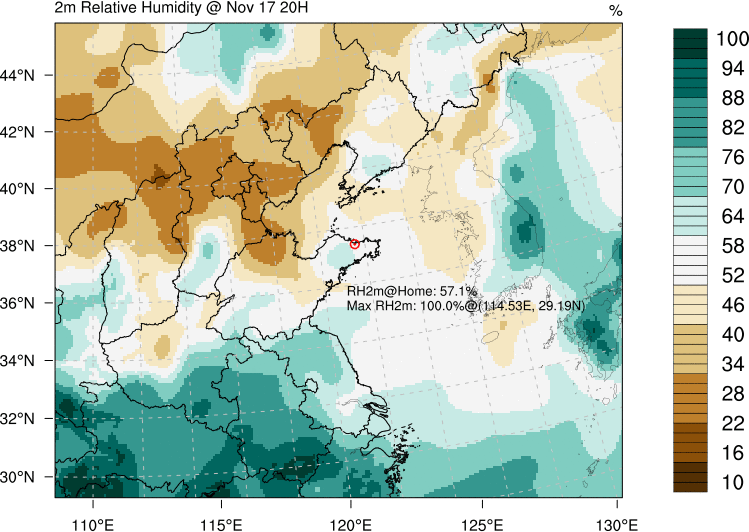 2m Relative Humidity @ Nov 17 20H
%
44°N
42°N
40°N
38°N
36°N
34°N
32°N
30°N
110°E
115°E
120°E
125°E
130°E
RH2m@Home: 57.1%
Max RH2m: 100.0%@(114.53E, 29.19N)
100
94
88
82
76
70
64
58
52
46
40
34
28
22
16
10